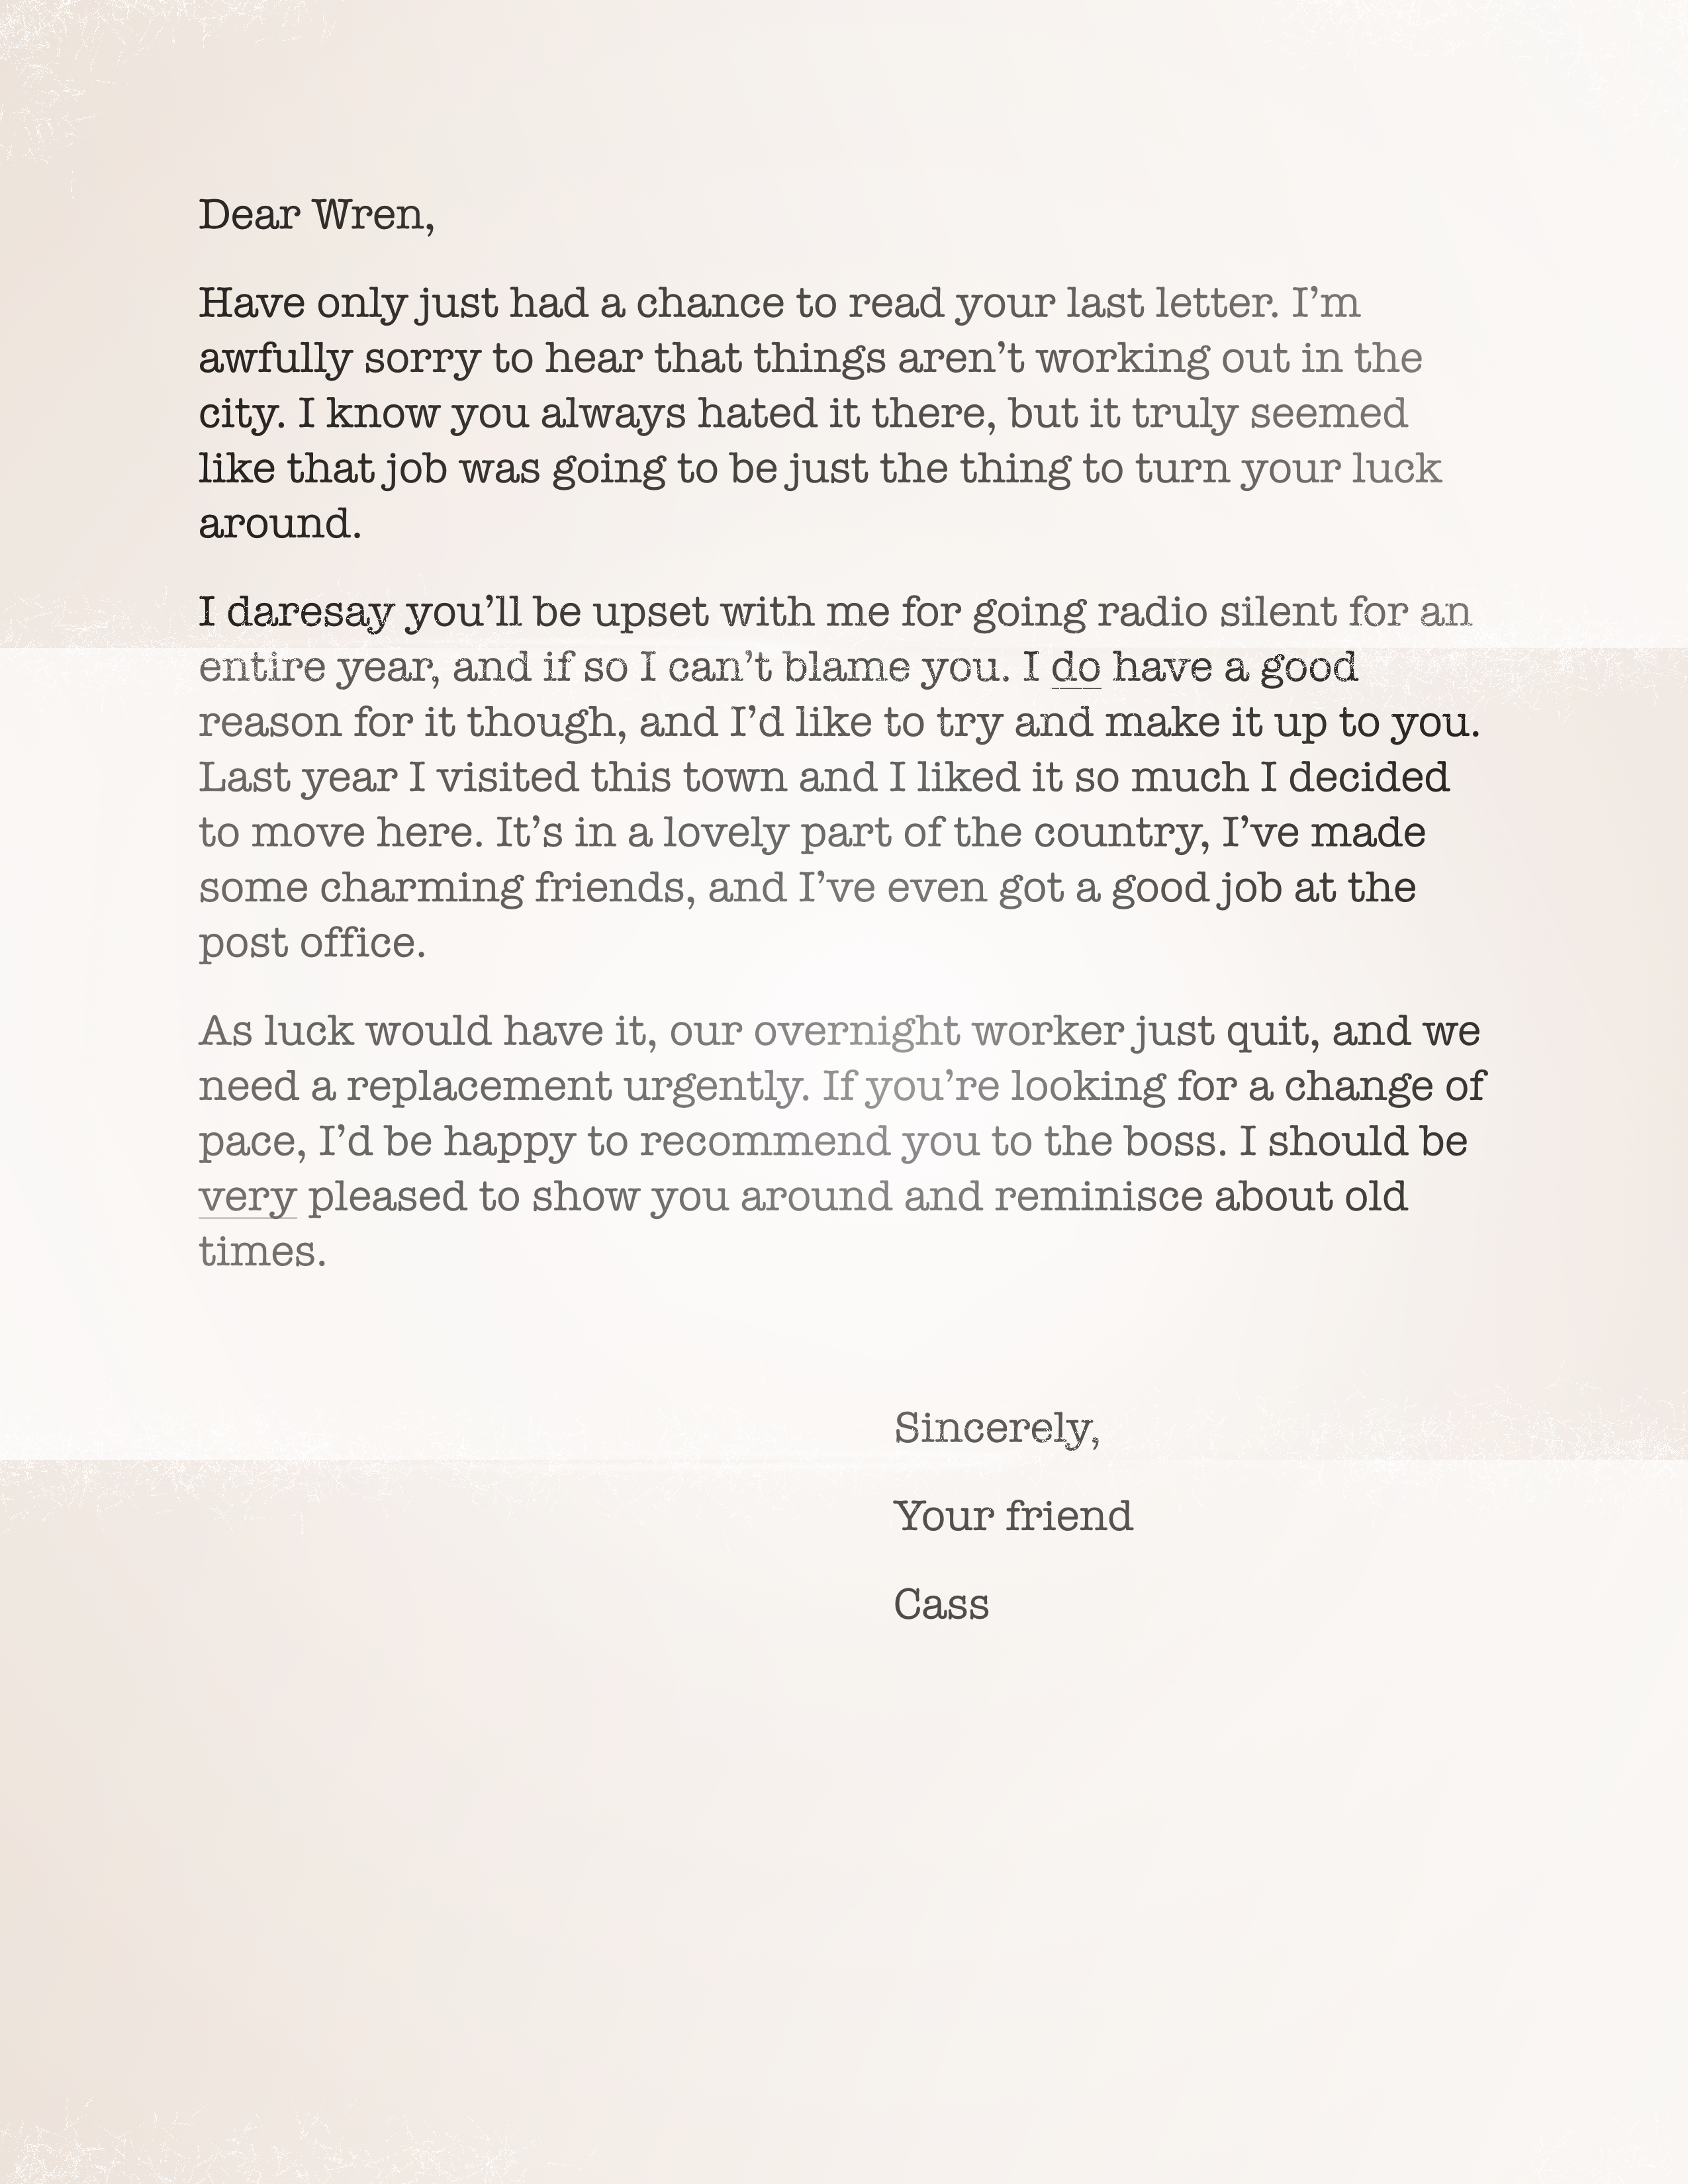 Dear Wren,
Have only just had a chance to read your last letter. I’m
awfully sorry to hear that things aren’t working out in the
city. I know you always hated it there, but it truly seemed
like that job was going to be just the thing to turn your luck
around.
I daresay you’ll be upset with me for going radio silent for an
entire year, and if so I can’t blame you. I do have a good
reason for it though, and I’d like to try and make it up to you.
Last year I visited this town and I liked it so much I decided
to move here. It’s in a lovely part of the country, I’ve made
some charming friends, and I’ve even got a good job at the
post office.
As luck would have it, our overnight worker just quit, and we
need a replacement urgently. If you’re looking for a change of
pace, I’d be happy to recommend you to the boss. I should be
very pleased to show you around and reminisce about old
times.
Sincerely,
Your friend
Cass